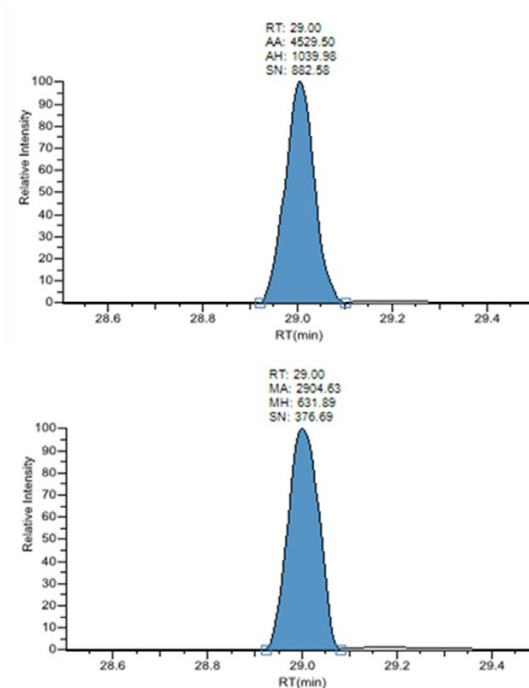 RT: 29.00
AA: 4529.50
AH: 1039.98
SN: 882.58
100
90
80
70
60
50
40
30
20
10
0
Relative Intensity
28.6 28.8 29.0 29.2 29.4
RT(min)
RT: 29.00
MA: 2904.63
MH: 631.89
SN: 376.69
100
90
80
70
60
50
40
30
20
10
0
Relative Intensity
28.6 28.8 29.0 29.2 29.4
RT(min)